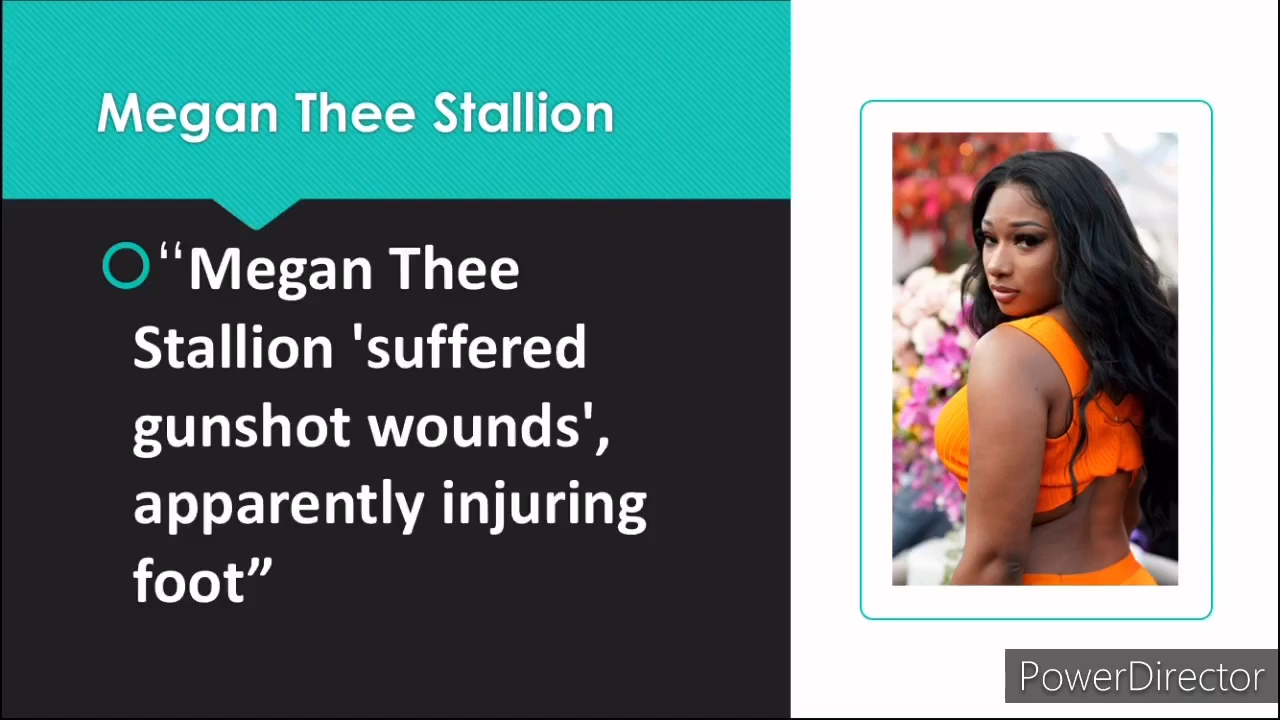 Megan Thee Stallion
“Megan Thee
Stallion 'suffered
gunshot wounds',
apparently injuring
foot”
PowerDirector